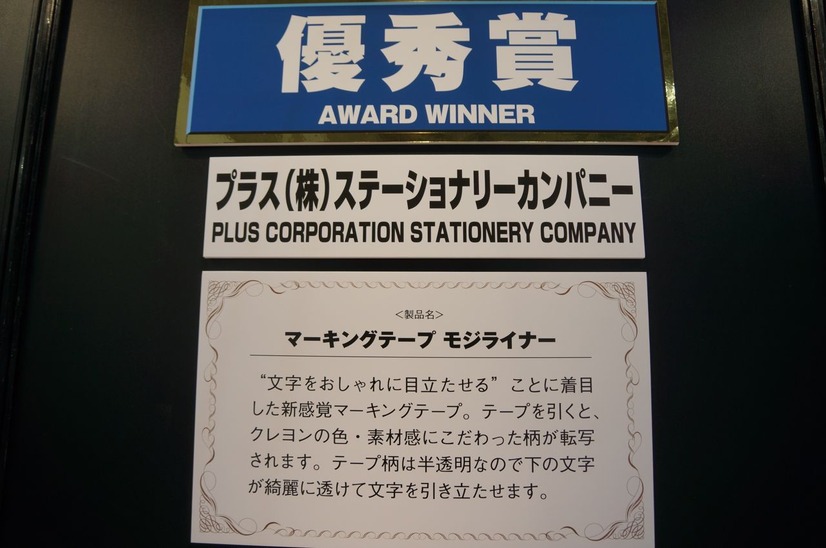 優秀賞
AWARD WINNER
プラス(株)ステーショナリーカンパニー
PLUS CORPORATION STATIONERY COMPANY
<製品名>
マーキングテープ モジライナー
“文字をおしゃれに目立たせる” ことに着目
した新感覚マーキングテープ。テープを引くと、
クレヨンの色・素材感にこだわった柄が転写
されます。テープ柄は半透明なので下の文字
が綺麗に透けて文字を引き立たせます。